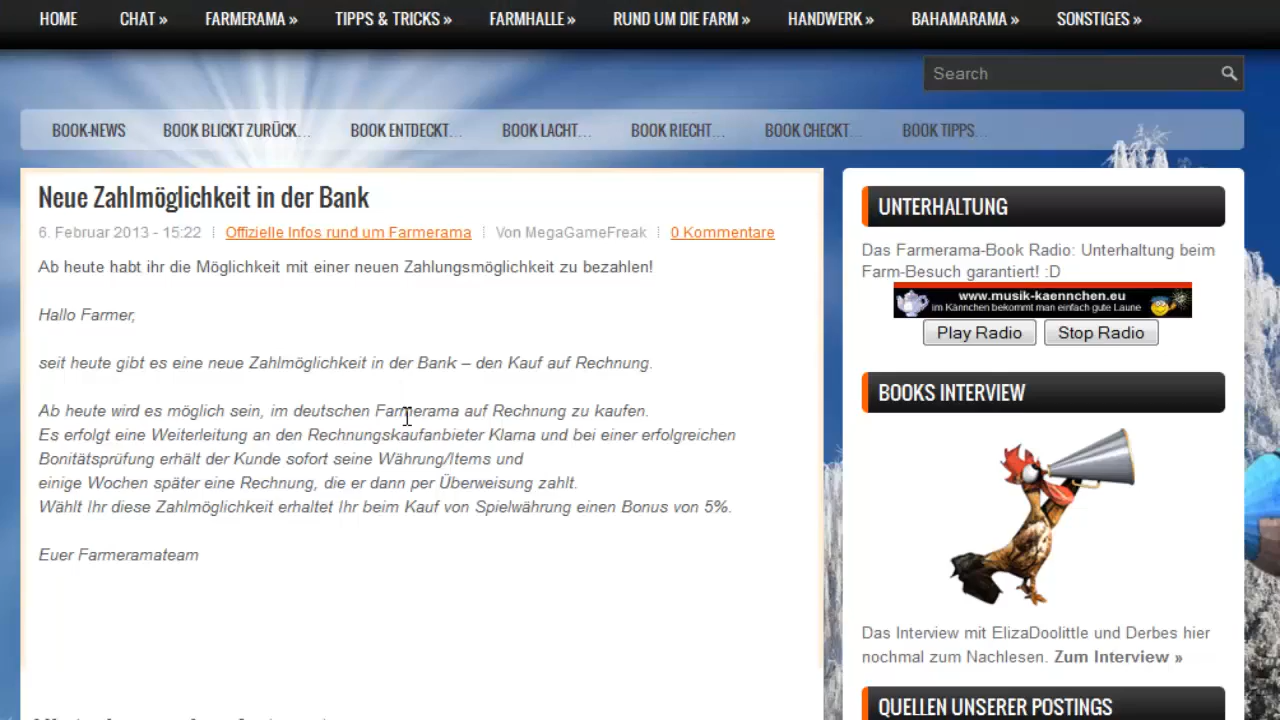 HOME CHAT » FARMERAMA » TIPPS & TRICKS » FARMHALLE » RUND UM DIE FARM » HANDWERK » BAHAMARAMA » SONSTIGES »
Search
BOOK-NEWS BOOK BLICKT ZURÜCK... BOOK ENTDECKT... BOOK LACHT... BOOK RIECHT... BOOK CHECKT... BOOK TIPPS...
Neue Zahlmöglichkeit in der Bank
6. Februar 2013 - 15:22 Offizielle Infos rund um Farmerama Von MegaGameFreak 0 Kommentare
Ab heute habt ihr die Möglichkeit mit einer neuen Zahlungsmöglichkeit zu bezahlen!
Hallo Farmer,
seit heute gibt es eine neue Zahlmöglichkeit in der Bank – den Kauf auf Rechnung.
Ab heute wird es möglich sein, im deutschen Farmerama auf Rechnung zu kaufen.
Es erfolgt eine Weiterleitung an den Rechnungskaufanbieter Klarna und bei einer erfolgreichen
Bonitätsprüfung erhält der Kunde sofort seine Währung/Items und
einige Wochen später eine Rechnung, die er dann per Überweisung zahlt.
Wählt Ihr diese Zahlmöglichkeit erhaltet Ihr beim Kauf von Spielwährung einen Bonus von 5%.
Euer Farmeramateam
UNTERHALTUNG
Das Farmerama-Book Radio: Unterhaltung beim
Farm-Besuch garantiert! :D
www.musik-kaennchen.eu
im Kännchen bekommt man einfach gute Laune
Play Radio Stop Radio
BOOKS INTERVIEW
Das Interview mit ElizaDoolittle und Derbes hier
nochmal zum Nachlesen. Zum Interview »
QUELLEN UNSERER POSTINGS